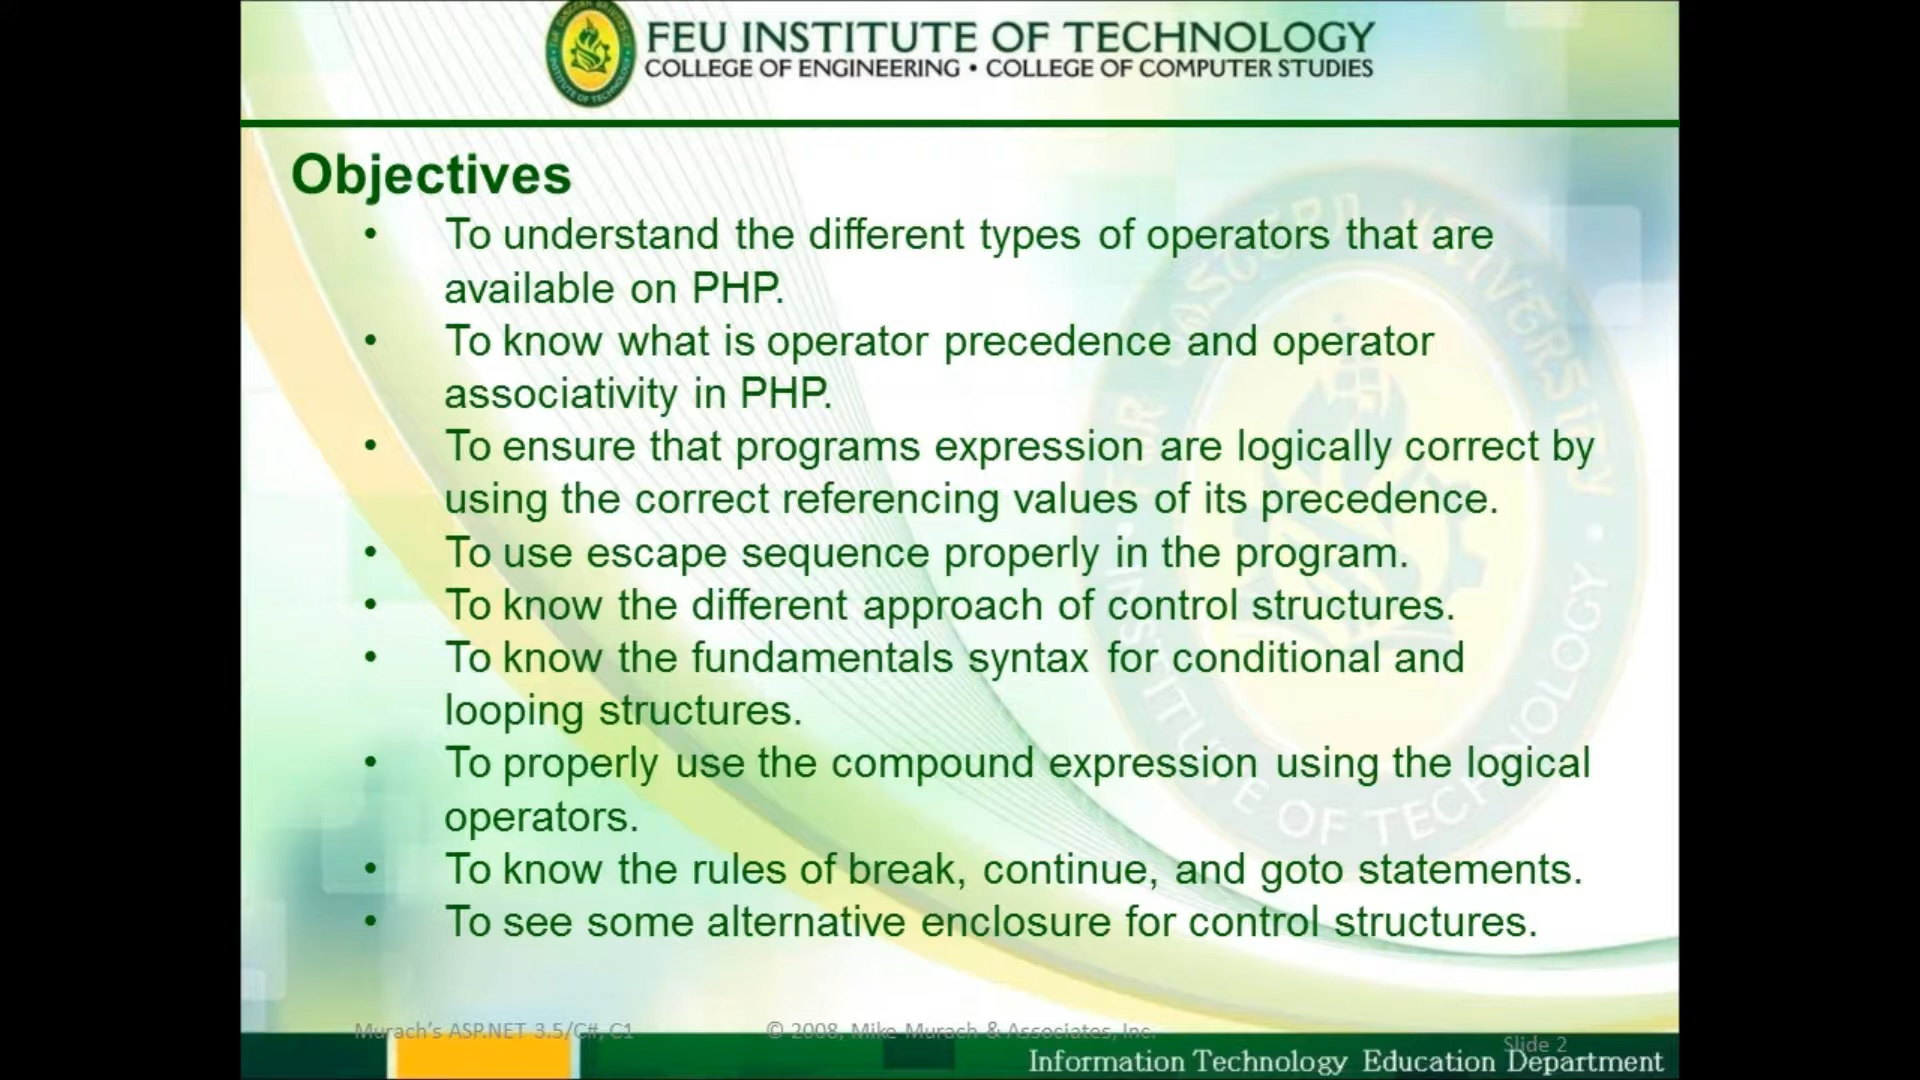 FEU INSTITUTE OF TECHNOLOGY
COLLEGE OF ENGINEERING • COLLEGE OF COMPUTER STUDIES
Objectives
• To understand the different types of operators that are
available on PHP.
• To know what is operator precedence and operator
associativity in PHP.
• To ensure that programs expression are logically correct by
using the correct referencing values of its precedence.
• To use escape sequence properly in the program.
• To know the different approach of control structures.
• To know the fundamentals syntax for conditional and
looping structures.
• To properly use the compound expression using the logical
operators.
• To know the rules of break, continue, and goto statements.
• To see some alternative enclosure for control structures.
Murach's ASP.NET 3.5/C#, C1
© 2008, Mike Murach & Associates, Inc.
Slide 2
Information Technology Education Department